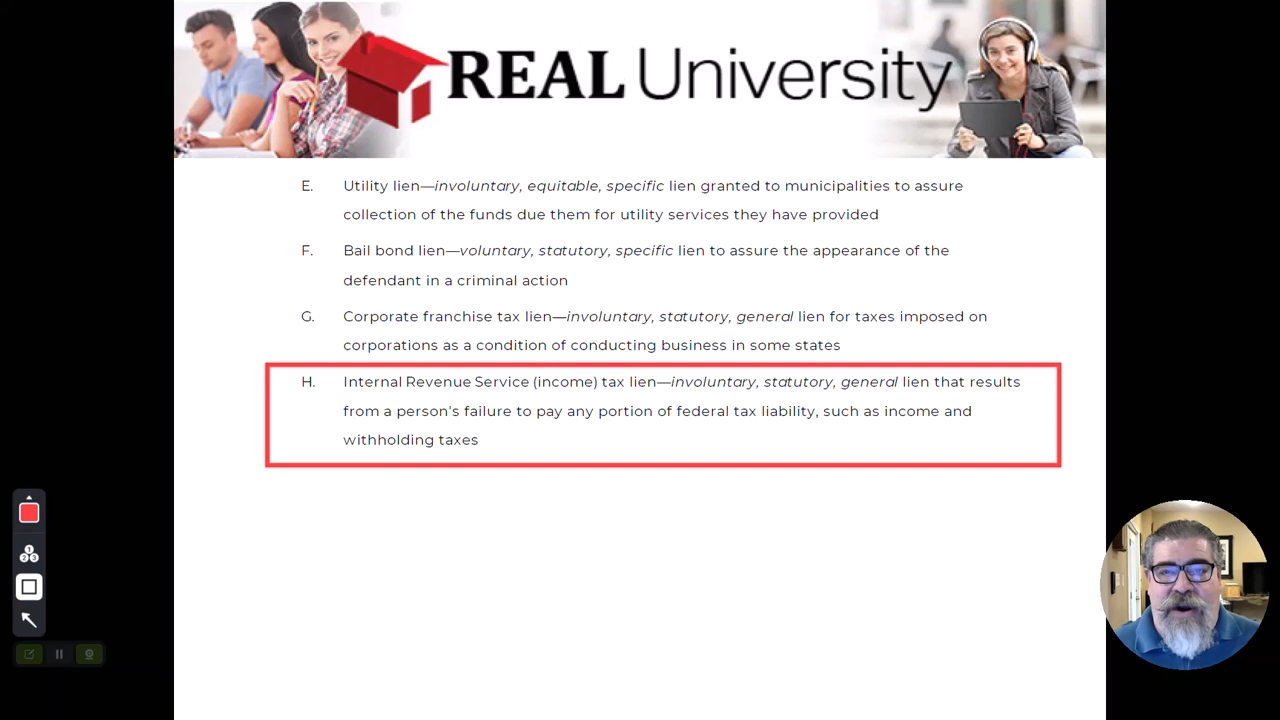 REAL University
E. Utility lien—involuntary, equitable, specific lien granted to municipalities to assure
collection of the funds due them for utility services they have provided
F. Bail bond lien—voluntary, statutory, specific lien to assure the appearance of the
defendant in a criminal action
G. Corporate franchise tax lien—involuntary, statutory, general lien for taxes imposed on
corporations as a condition of conducting business in some states
H. Internal Revenue Service (income) tax lien—involuntary, statutory, general lien that results
from a person's failure to pay any portion of federal tax liability, such as income and
withholding taxes